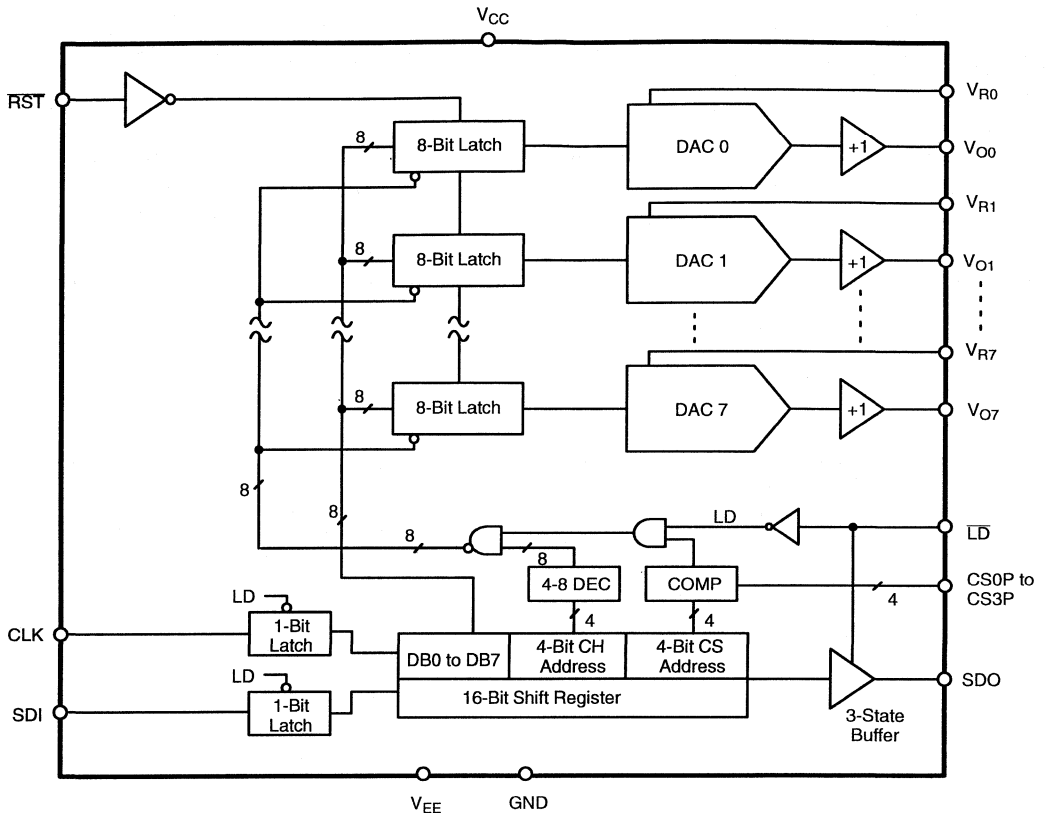 VCC
RST
8
8-Bit Latch
DAC 0
+1
VR0
VO0
8
8-Bit Latch
DAC 1
+1
VR1
VO1
8
8-Bit Latch
DAC 7
+1
VR7
VO7
8
8
8
8
LD
LD
4-8 DEC
COMP
4
CS0P to
CS3P
4
4
CLK
LD
1-Bit
Latch
DB0 to DB7
4-Bit CH
Address
4-Bit CS
Address
16-Bit Shift Register
SDI
LD
1-Bit
Latch
3-State
Buffer
SDO
VEE
GND